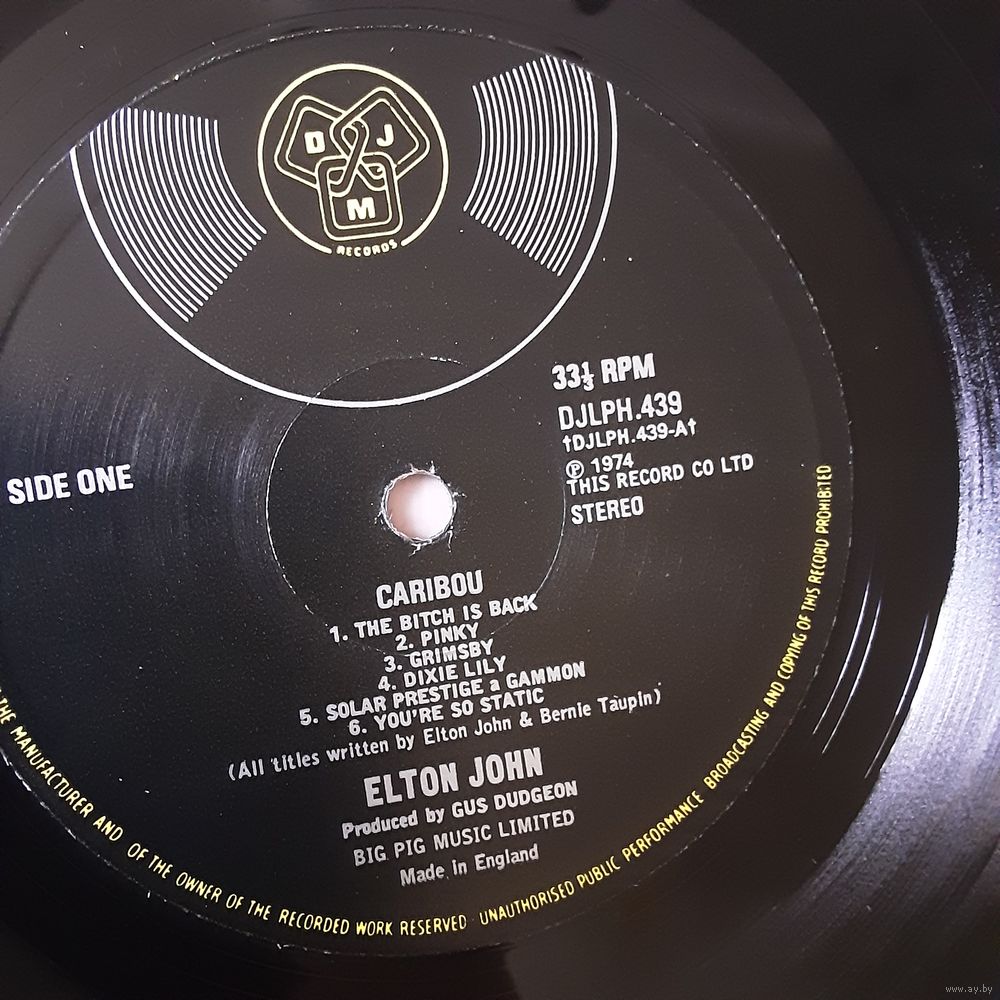 D J
M
RECORDS
33⅓ RPM
DJLPH.439
†DJLPH.439-A†
Ⓟ 1974
THIS RECORD CO LTD
STEREO
SIDE ONE
CARIBOU
1. THE BITCH IS BACK
2. PINKY
3. GRIMSBY
4. DIXIE LILY
5. SOLAR PRESTIGE a GAMMON
6. YOU'RE SO STATIC
(All titles written by Elton John & Bernie Taupin)
ELTON JOHN
Produced by GUS DUDGEON
BIG PIG MUSIC LIMITED
Made in England
THE MANUFACTURER AND OF THE OWNER OF THE RECORDED WORK RESERVED · UNAUTHORISED PUBLIC PERFORMANCE BROADCASTING AND COPYING OF THIS RECORD PROHIBITED
www.ay.by